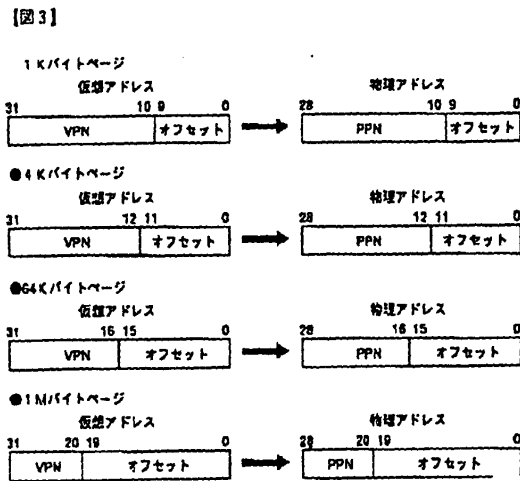 【図3】
1Kバイトページ
仮想アドレス 物理アドレス
31 10 9 0 28 10 9 0
VPN オフセット PPN オフセット
●4Kバイトページ
仮想アドレス 物理アドレス
31 12 11 0 28 12 11 0
VPN オフセット PPN オフセット
●64Kバイトページ
仮想アドレス 物理アドレス
31 16 15 0 28 16 15 0
VPN オフセット PPN オフセット
●1Mバイトページ
仮想アドレス 物理アドレス
31 20 19 0 28 20 19 0
VPN オフセット PPN オフセット